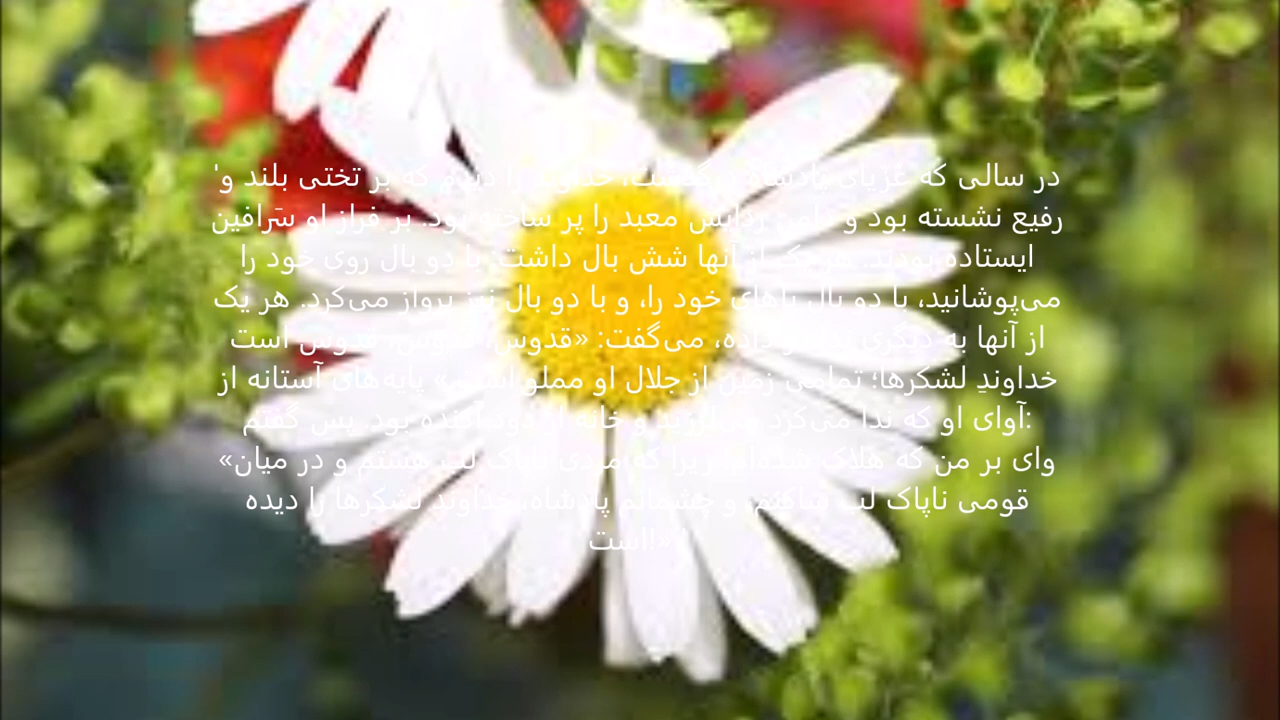 در سالی که عُزّیای پادشاه درگذشت، خداوند را دیدم که بر تختی بلند و'
رفیع نشسته بود و دامن ردایش معبد را پر ساخته بود. بر فراز او سَرافین
ایستاده بودند. هر یک از آنها شش بال داشت: با دو بال روی خود را
می‌پوشانید، با دو بال پاهای خود را، و با دو بال نیز پرواز می‌کرد. هر یک
از آنها به دیگری ندا در داده، می‌گفت: «قدوس، قدوس، قدوس است
خداوندِ لشکرها؛ تمامی زمین از جلال او مملو است.» پایه‌های آستانه از
آوای او که ندا می‌کرد می‌لرزید و خانه از دود آکنده بود. پس گفتم:
«وای بر من که هلاک شده‌ام، زیرا که مردی ناپاک لب هستم و در میان
قومی ناپاک لب ساکنم، و چشمانم پادشاه، خداوند لشکرها را دیده
است!»